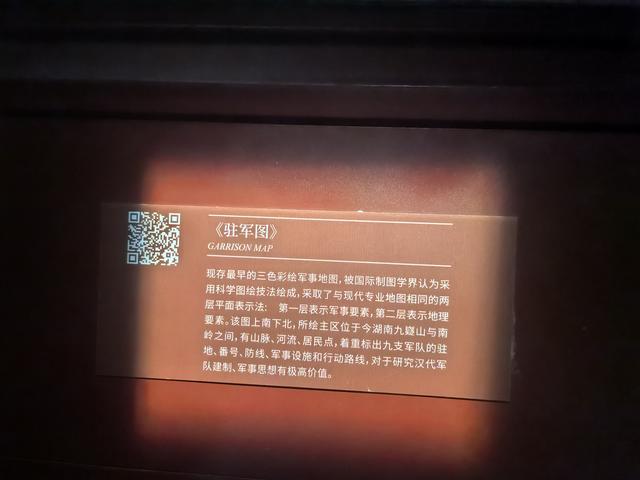 《驻军图》
GARRISON MAP
现存最早的三色彩绘军事地图，被国际制图学界认为采
用科学图绘技法绘成，采取了与现代专业地图相同的两
层平面表示法： 第一层表示军事要素，第二层表示地理
要素。该图上南下北，所绘主区位于今湖南九嶷山与南
岭之间，有山脉、河流、居民点，着重标出九支军队的驻
地、番号、防线、军事设施和行动路线，对于研究汉代军
队建制、军事思想有极高价值。